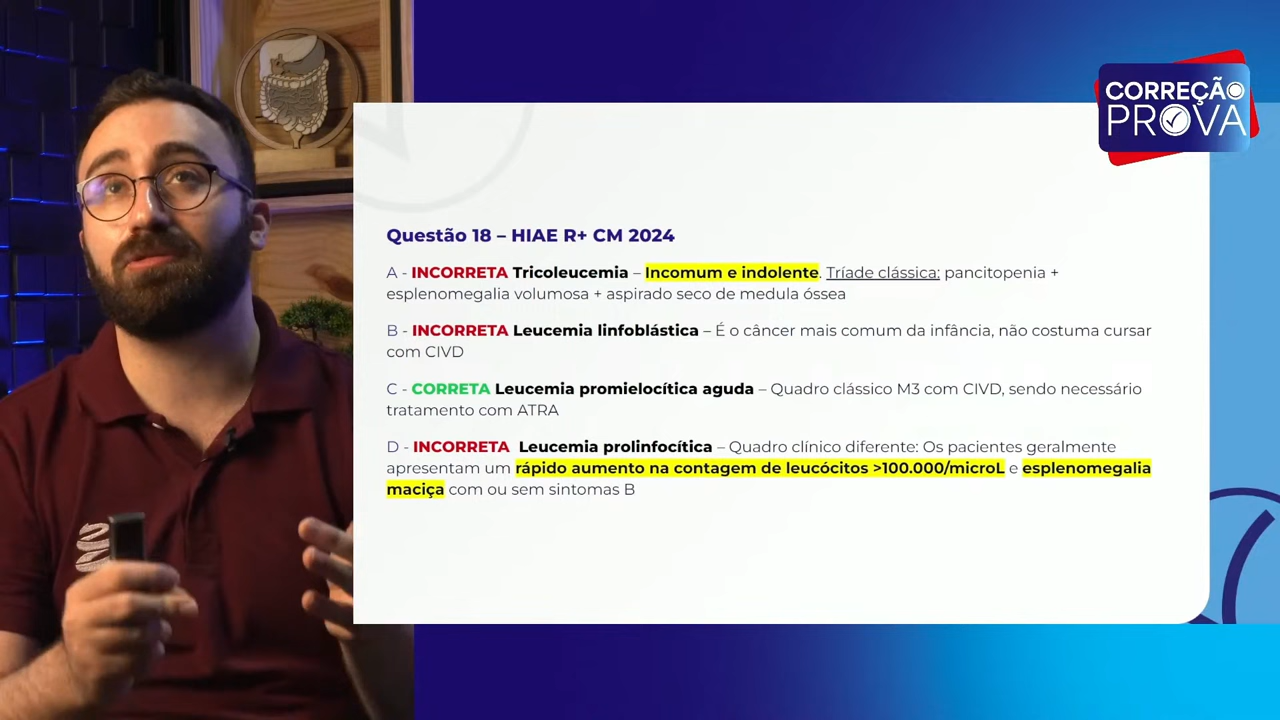 CORREÇÃO
PROVA
Questão 18 – HIAE R+ CM 2024
A - INCORRETA Tricoleucemia – Incomum e indolente. Tríade clássica: pancitopenia +
esplenomegalia volumosa + aspirado seco de medula óssea
B - INCORRETA Leucemia linfoblástica – É o câncer mais comum da infância, não costuma cursar
com CIVD
C - CORRETA Leucemia promielocítica aguda – Quadro clássico M3 com CIVD, sendo necessário
tratamento com ATRA
D - INCORRETA Leucemia prolinfocítica – Quadro clínico diferente: Os pacientes geralmente
apresentam um rápido aumento na contagem de leucócitos >100.000/microL e esplenomegalia
maciça com ou sem sintomas B